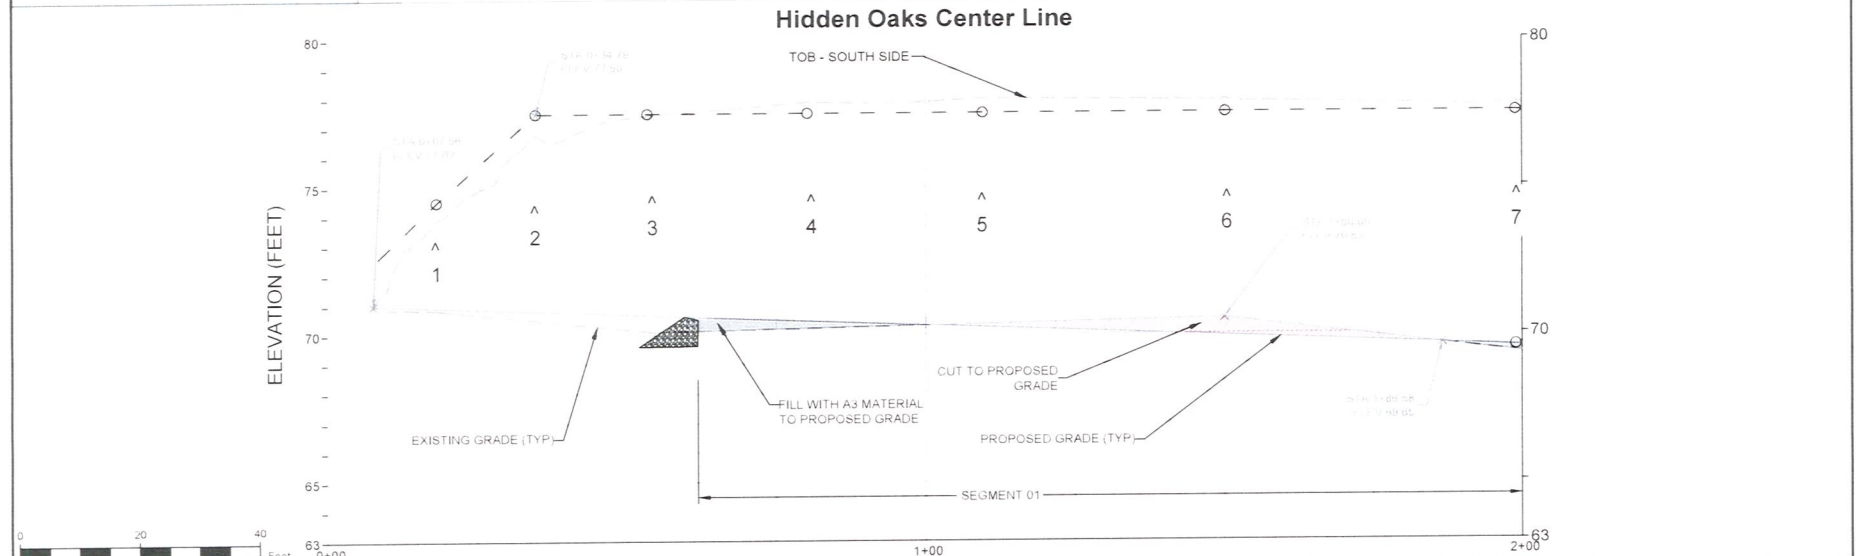 Hidden Oaks Center Line
80
80
TOB - SOUTH SIDE
75
ELEVATION (FEET)
1
2
3
4
5
6
7
70
70
CUT TO PROPOSED
GRADE
FILL WITH A3 MATERIAL
TO PROPOSED GRADE
EXISTING GRADE (TYP)
PROPOSED GRADE (TYP)
65
SEGMENT 01
0
20
40
Feet
63
63
0+00
1+00
2+00